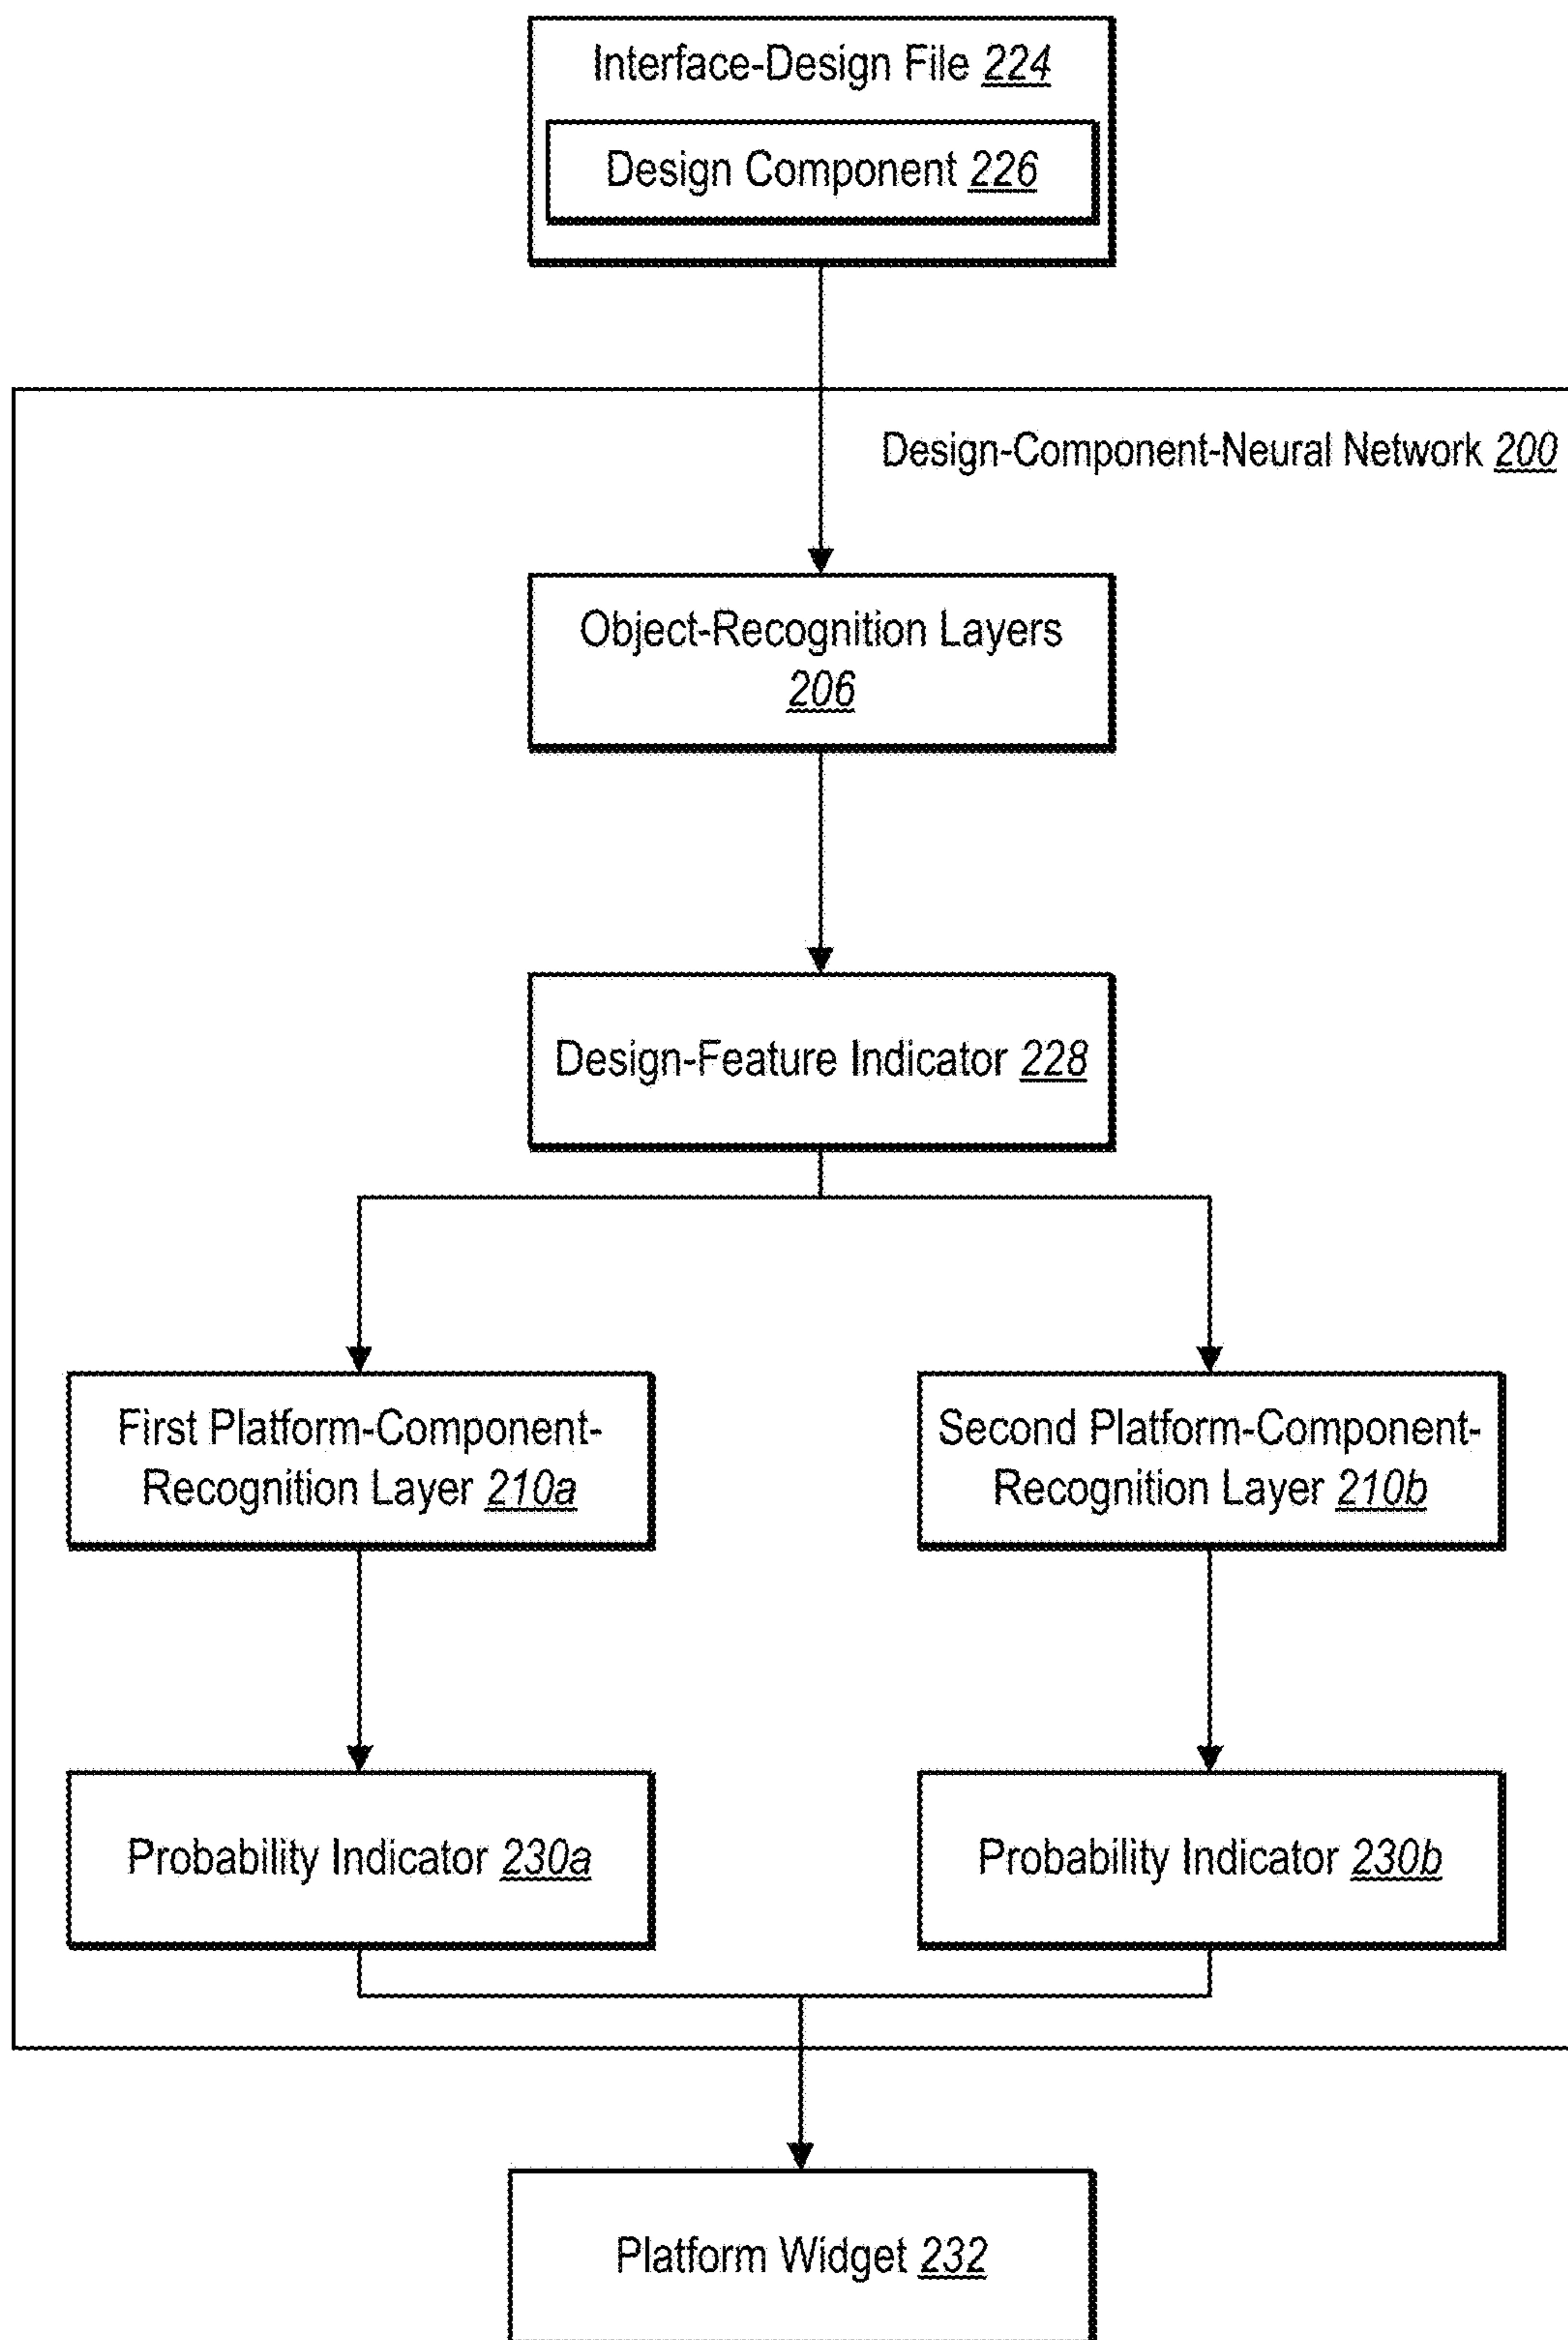 Interface-Design File 224
Design Component 226
Design-Component-Neural Network 200
Object-Recognition Layers
206
Design-Feature Indicator 228
First Platform-Component-
Recognition Layer 210a
Second Platform-Component-
Recognition Layer 210b
Probability Indicator 230a
Probability Indicator 230b
Platform Widget 232